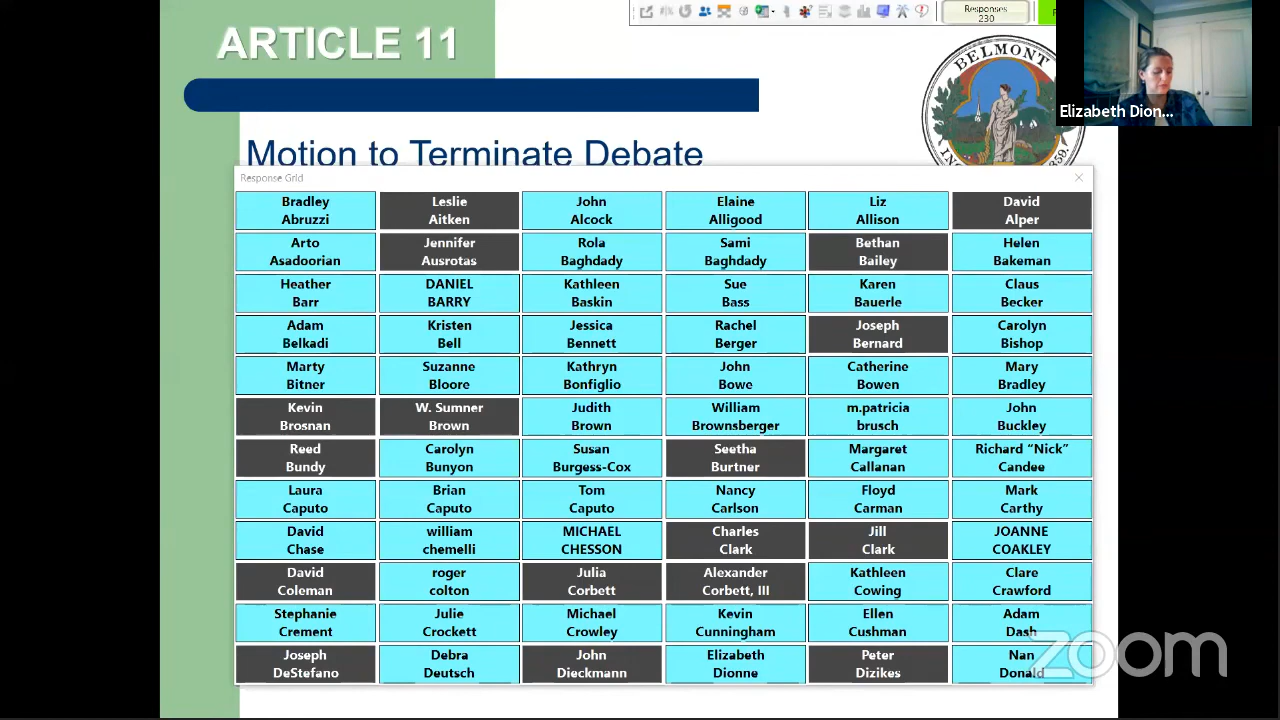 ARTICLE 11
Responses
230
BELMONT
Elizabeth Dion...
Motion to Terminate Debate
Response Grid
Bradley Abruzzi
Leslie Aitken
John Alcock
Elaine Alligood
Liz Allison
David Alper
Arto Asadoorian
Jennifer Ausrotas
Rola Baghdady
Sami Baghdady
Bethan Bailey
Helen Bakeman
Heather Barr
DANIEL BARRY
Kathleen Baskin
Sue Bass
Karen Bauerle
Claus Becker
Adam Belkadi
Kristen Bell
Jessica Bennett
Rachel Berger
Joseph Bernard
Carolyn Bishop
Marty Bitner
Suzanne Bloore
Kathryn Bonfiglio
John Bowe
Catherine Bowen
Mary Bradley
Kevin Brosnan
W. Sumner Brown
Judith Brown
William Brownsberger
m.patricia brusch
John Buckley
Reed Bundy
Carolyn Bunyon
Susan Burgess-Cox
Seetha Burtner
Margaret Callanan
Richard “Nick” Candee
Laura Caputo
Brian Caputo
Tom Caputo
Nancy Carlson
Floyd Carman
Mark Carthy
David Chase
william chemelli
MICHAEL CHESSON
Charles Clark
Jill Clark
JOANNE COAKLEY
David Coleman
roger colton
Julia Corbett
Alexander Corbett, III
Kathleen Cowing
Clare Crawford
Stephanie Crement
Julie Crockett
Michael Crowley
Kevin Cunningham
Ellen Cushman
Adam Dash
Joseph DeStefano
Debra Deutsch
John Dieckmann
Elizabeth Dionne
Peter Dizikes
Nan Donald
zoom